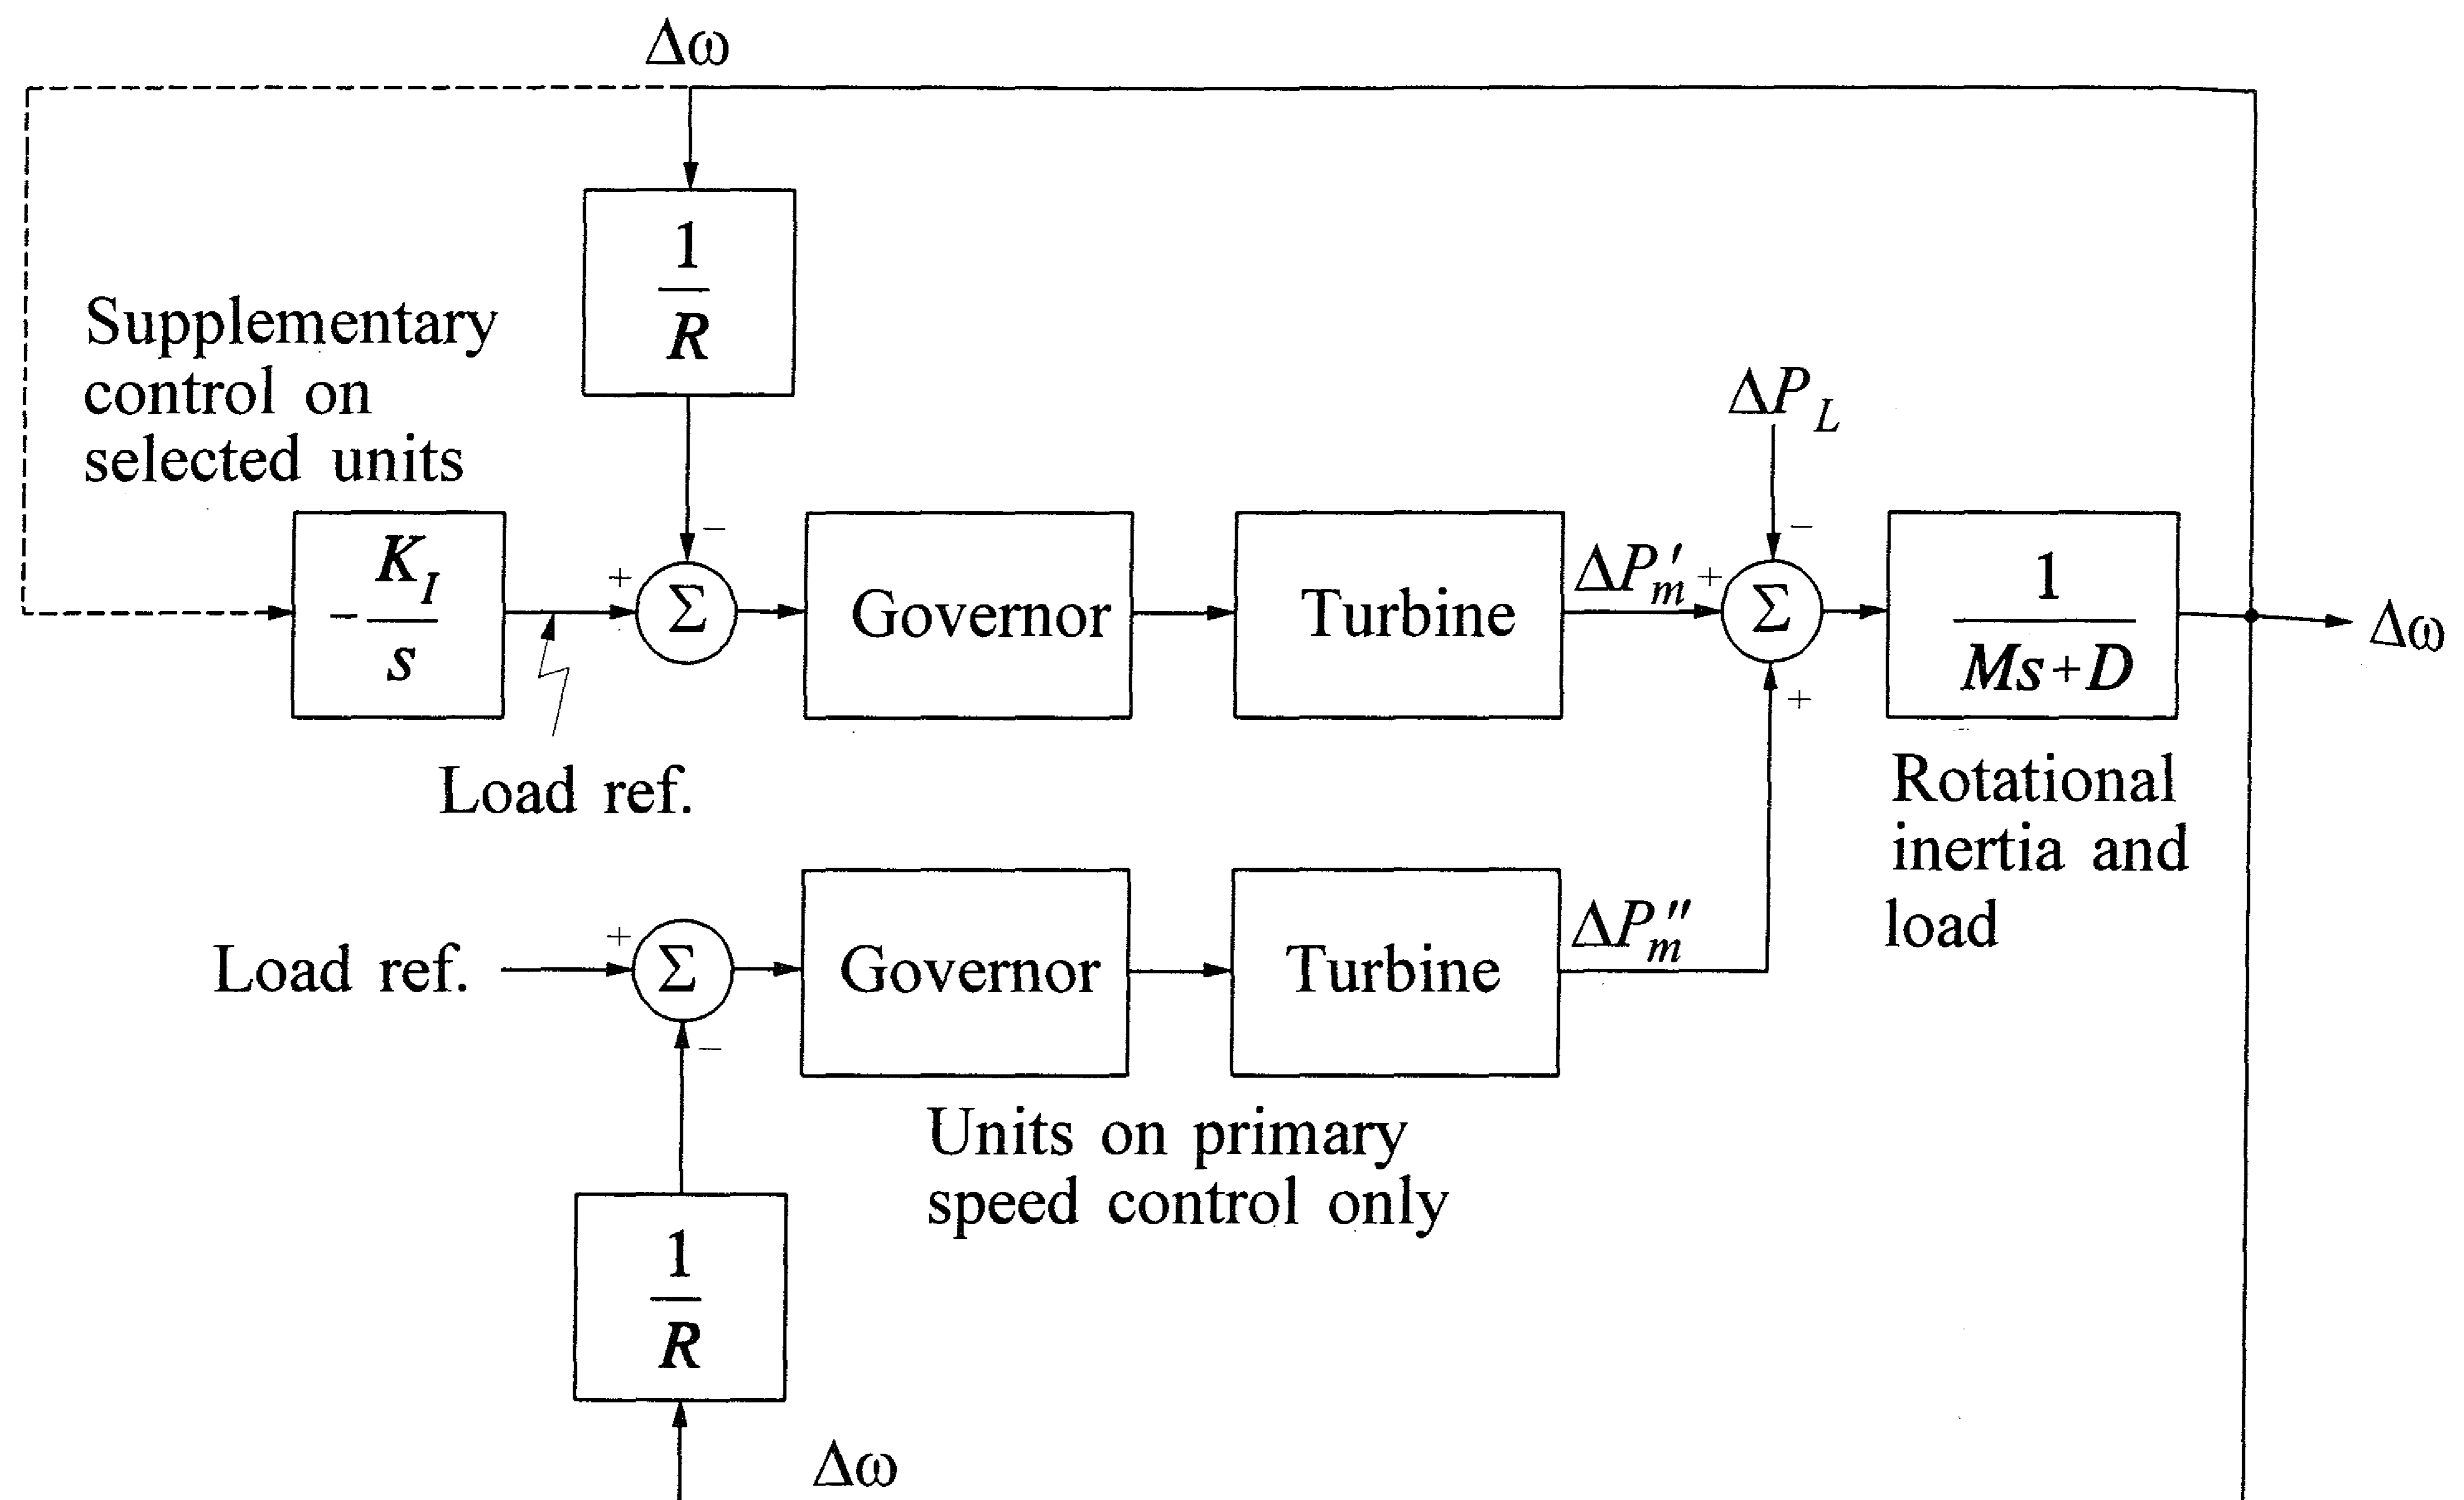 Δω
1
R
Supplementary
control on
selected units
ΔP_L
−
−
K_I
−
s
+
Σ
Governor
Turbine
ΔP'_m
+
−
Σ
+
1
Ms+D
Δω
Load ref.
Rotational
inertia and
load
Load ref.
+
Σ
−
Governor
Turbine
ΔP''_m
Units on primary
speed control only
1
R
Δω